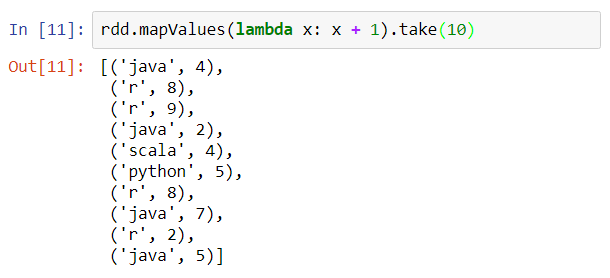 In [11]: rdd.mapValues(lambda x: x + 1).take(10)
Out[11]: [('java', 4),
('r', 8),
('r', 9),
('java', 2),
('scala', 4),
('python', 5),
('r', 8),
('java', 7),
('r', 2),
('java', 5)]